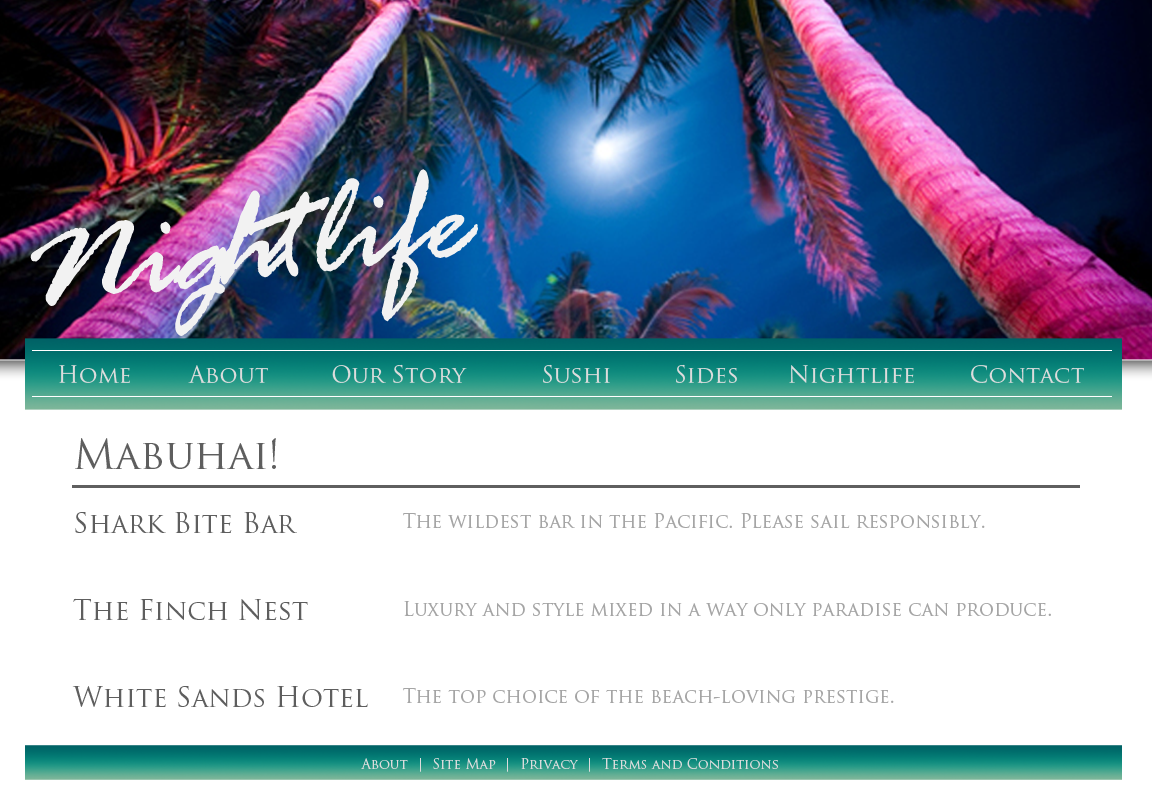 Nightlife
Home About Our Story Sushi Sides Nightlife Contact
Mabuhai!
Shark Bite Bar The wildest bar in the Pacific. Please sail responsibly.
The Finch Nest Luxury and style mixed in a way only paradise can produce.
White Sands Hotel The top choice of the beach-loving prestige.
About | Site Map | Privacy | Terms and Conditions